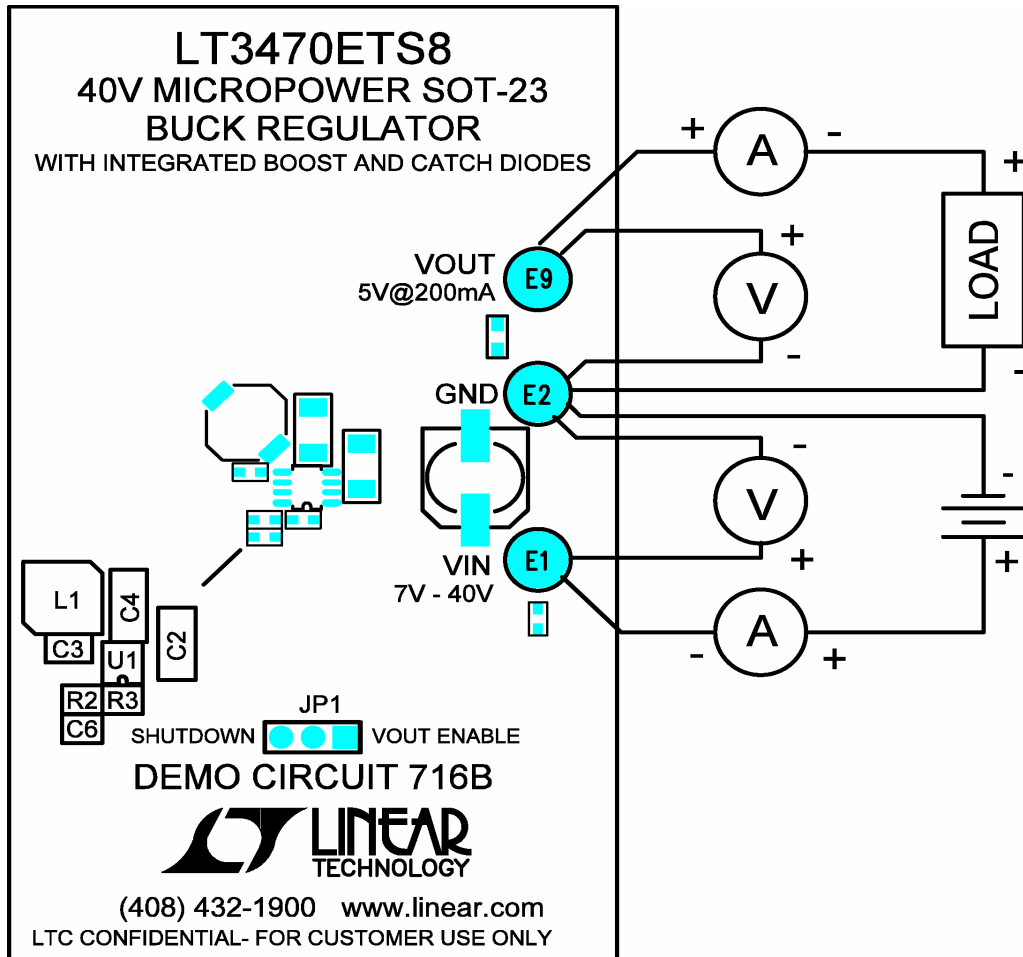 LT3470ETS8
40V MICROPOWER SOT-23
BUCK REGULATOR
WITH INTEGRATED BOOST AND CATCH DIODES
+ A -
+
LOAD
-
VOUT
5V@200mA
E9
+
V
-
GND
E2
-
V
+
-
+
VIN
7V - 40V
E1
- A +
L1
C4
C2
C3
U1
R2
R3
C6
JP1
SHUTDOWN
VOUT ENABLE
DEMO CIRCUIT 716B
LINEAR
TECHNOLOGY
(408) 432-1900 www.linear.com
LTC CONFIDENTIAL- FOR CUSTOMER USE ONLY